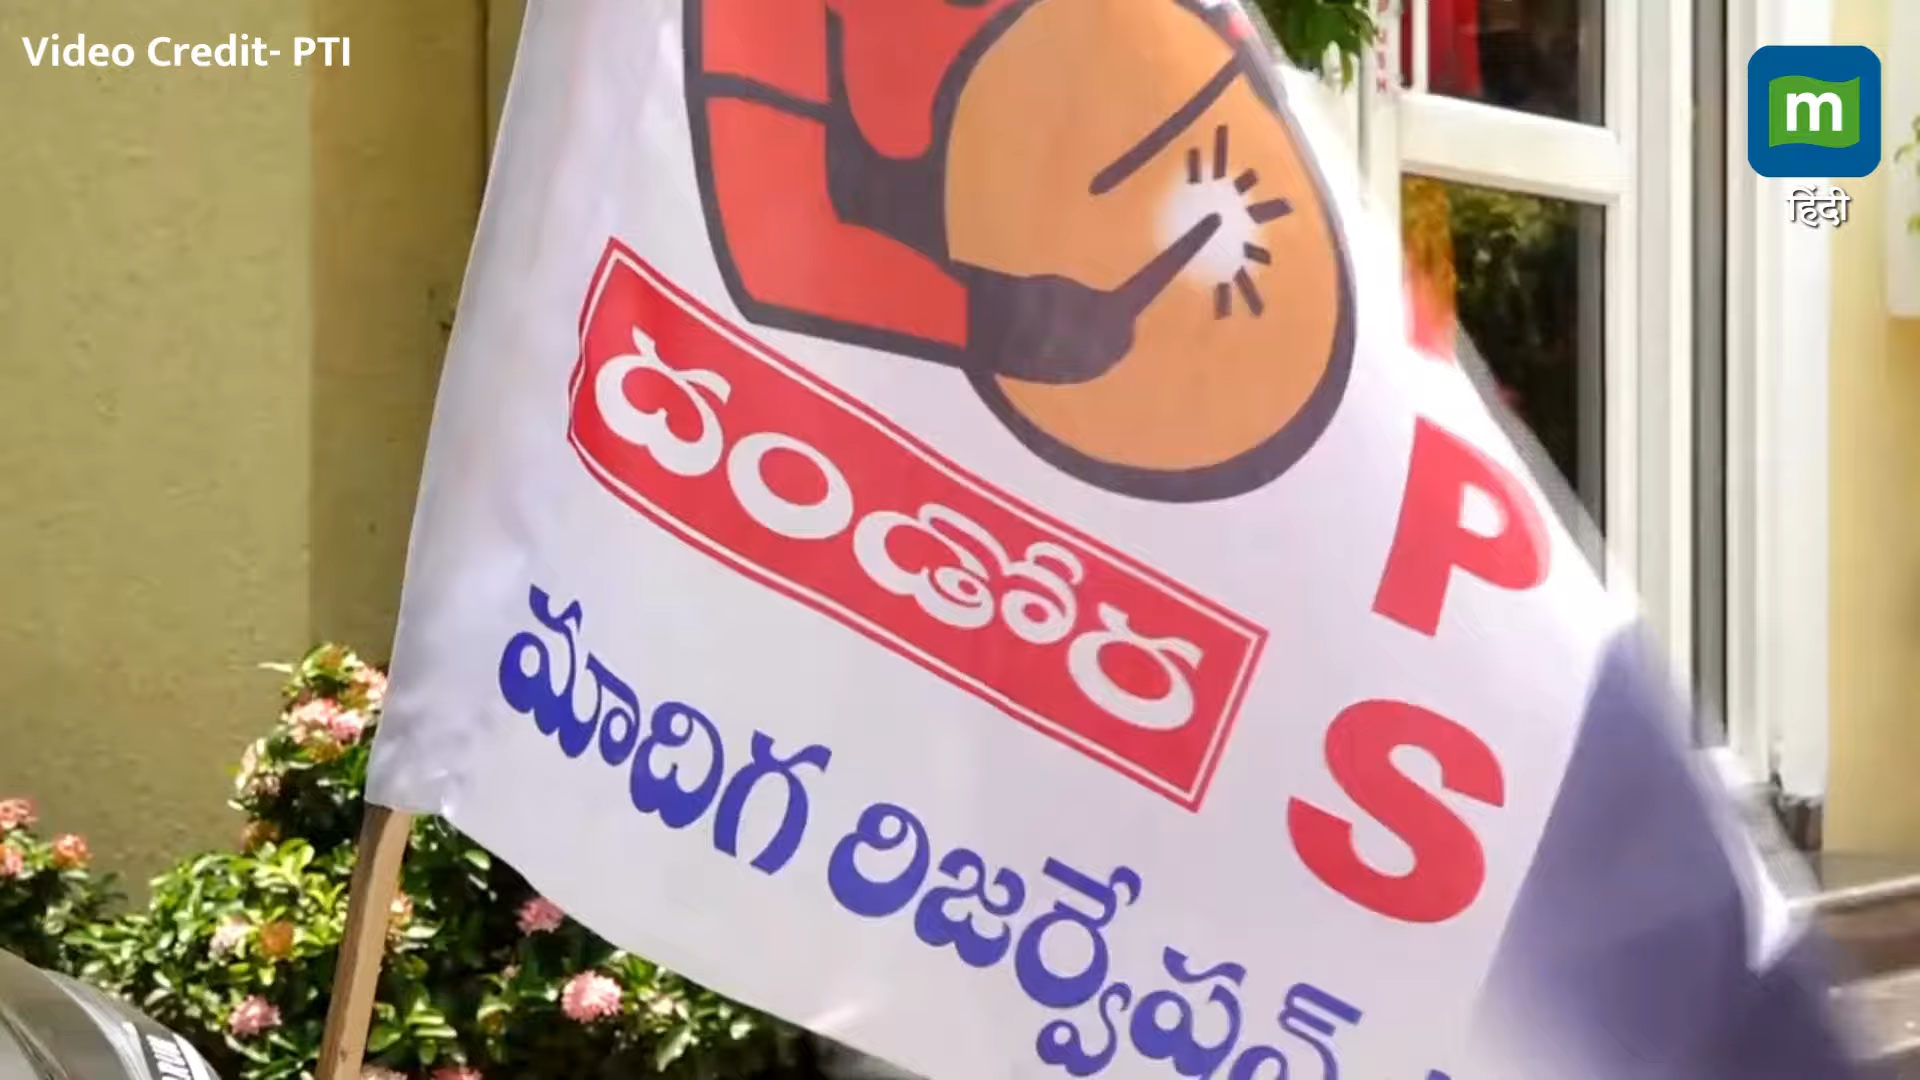 Video Credit- PTI
m
हिंदी
దండోర
P
S
మాదిగ రిజర్వేషన్